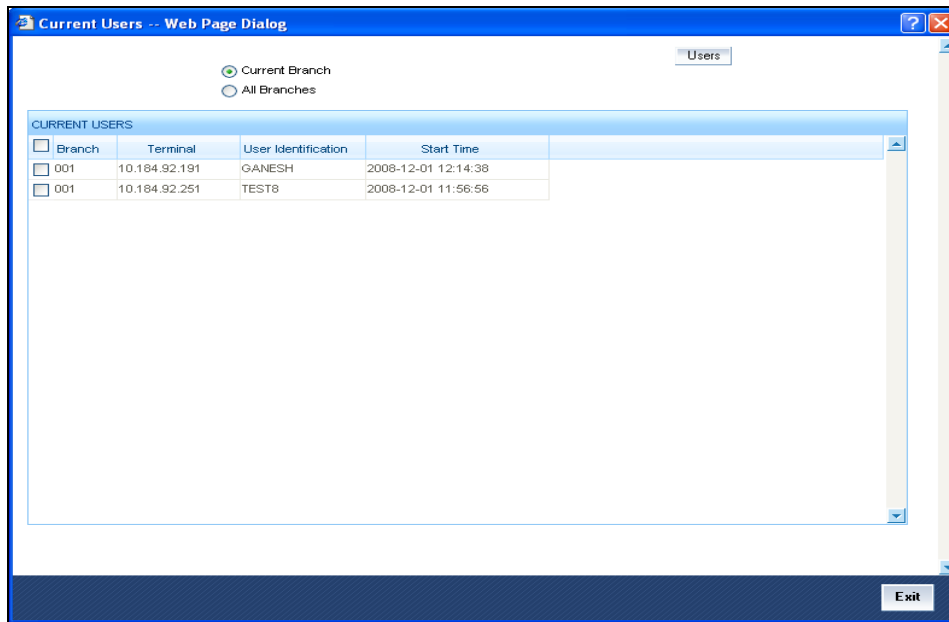 Current Users -- Web Page Dialog
Users
Current Branch
All Branches
CURRENT USERS
Branch Terminal User Identification Start Time
001 10.184.92.191 GANESH 2008-12-01 12:14:38
001 10.184.92.251 TEST8 2008-12-01 11:56:56
Exit